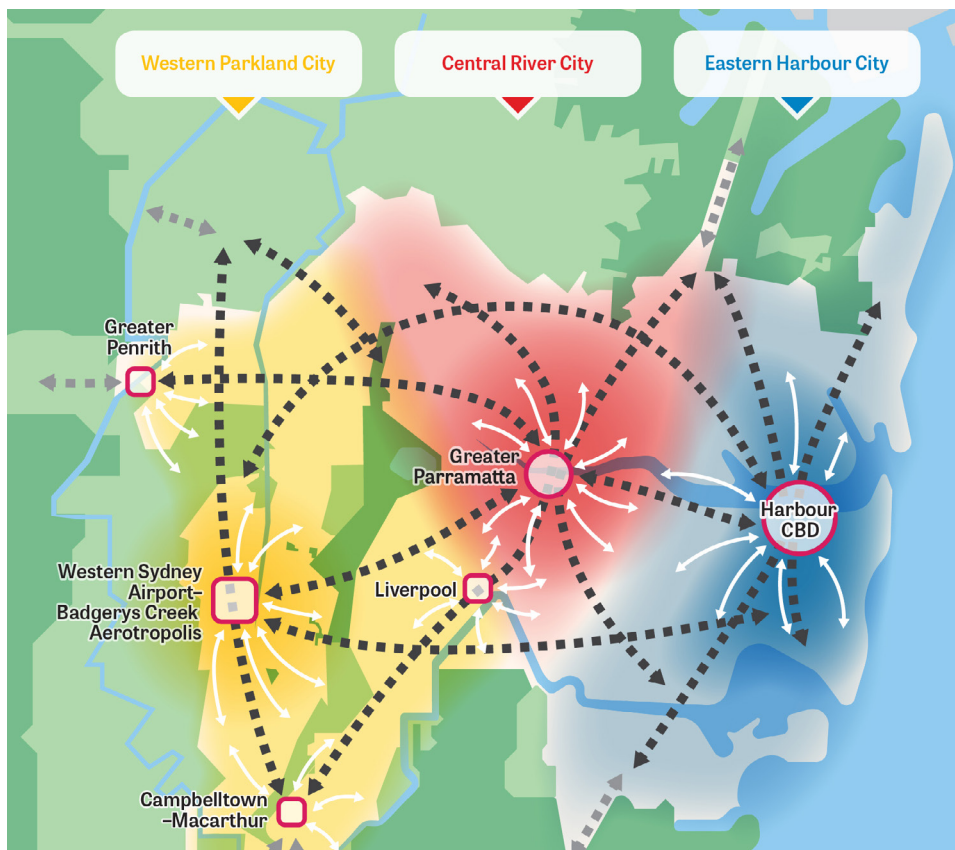 Western Parkland City
Central River City
Eastern Harbour City
Greater
Penrith
Greater
Parramatta
Harbour
CBD
Western Sydney
Airport–
Badgerys Creek
Aerotropolis
Liverpool
Campbelltown
–Macarthur